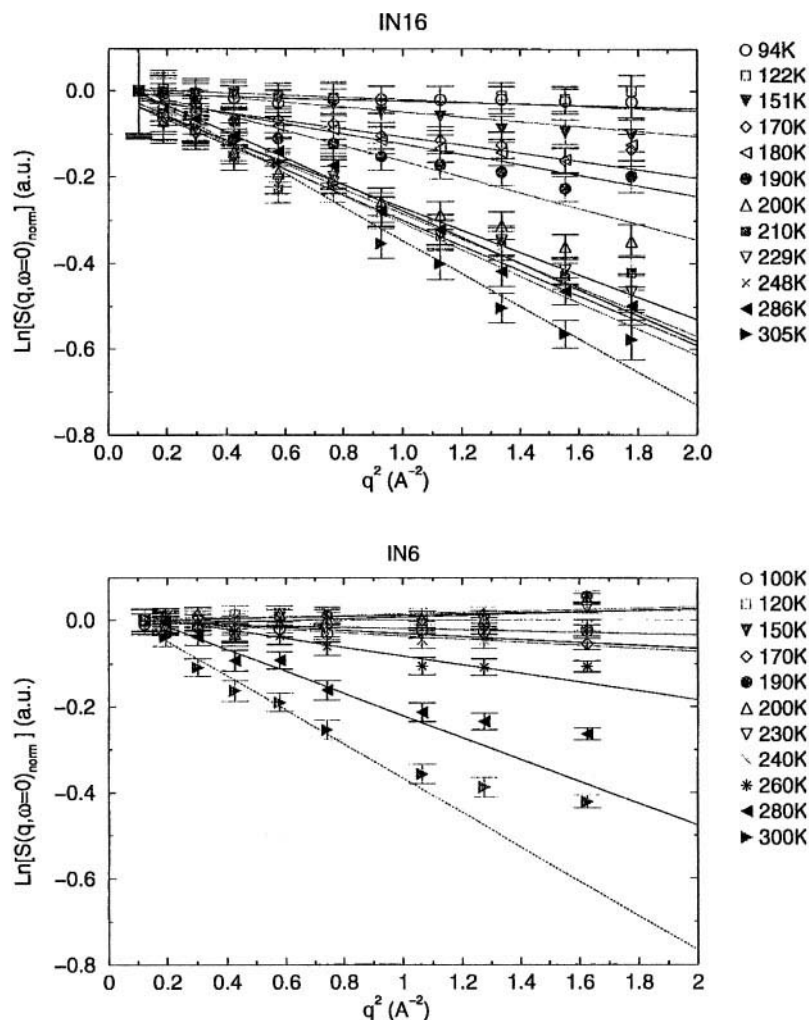 IN16
Ln[S(q,ω=0)norm] (a.u.)
0.0
−0.2
−0.4
−0.6
−0.8
0.0 0.2 0.4 0.6 0.8 1.0 1.2 1.4 1.6 1.8 2.0
q² (A⁻²)
94K
122K
151K
170K
180K
190K
200K
210K
229K
248K
286K
305K
IN6
Ln[S(q,ω=0)norm ] (a.u.)
0.0
−0.2
−0.4
−0.6
−0.8
0 0.2 0.4 0.6 0.8 1 1.2 1.4 1.6 1.8 2
q² (A⁻²)
100K
120K
150K
170K
190K
200K
230K
240K
260K
280K
300K